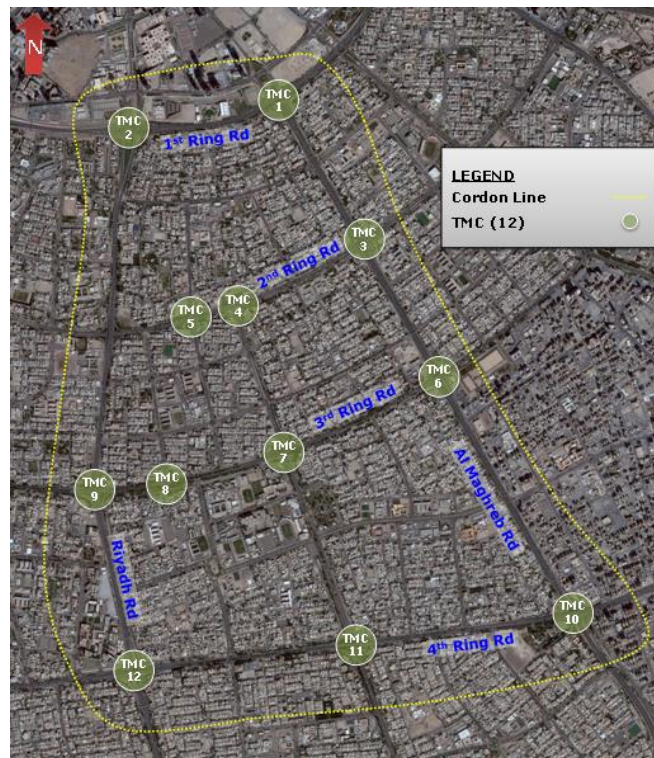 N
TMC
1
TMC
2
1st Ring Rd
LEGEND
Cordon Line
TMC (12)
TMC
3
2nd Ring Rd
TMC
4
TMC
5
TMC
6
3rd Ring Rd
TMC
7
Al Maghreb Rd
TMC
8
TMC
9
Riyadh Rd
TMC
10
4th Ring Rd
TMC
11
TMC
12